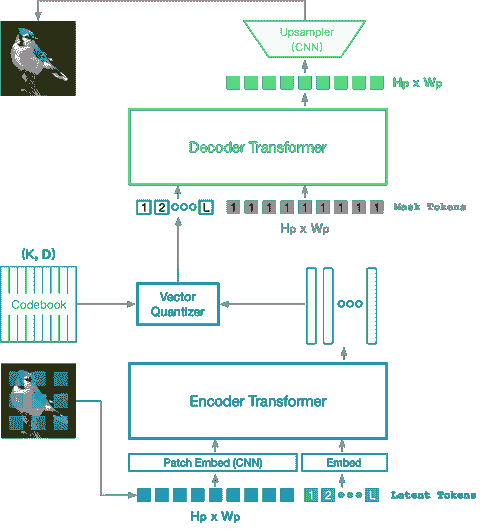 Upsampler
(CNN)
Hp x Wp
Decoder Transformer
1 2 L 1 1 1 1 1 1 1 1 1 Mask Tokens
Hp x Wp
(K, D)
Codebook
Vector
Quantizer
Encoder Transformer
Patch Embed (CNN) Embed
1 2 L Latent Tokens
Hp x Wp